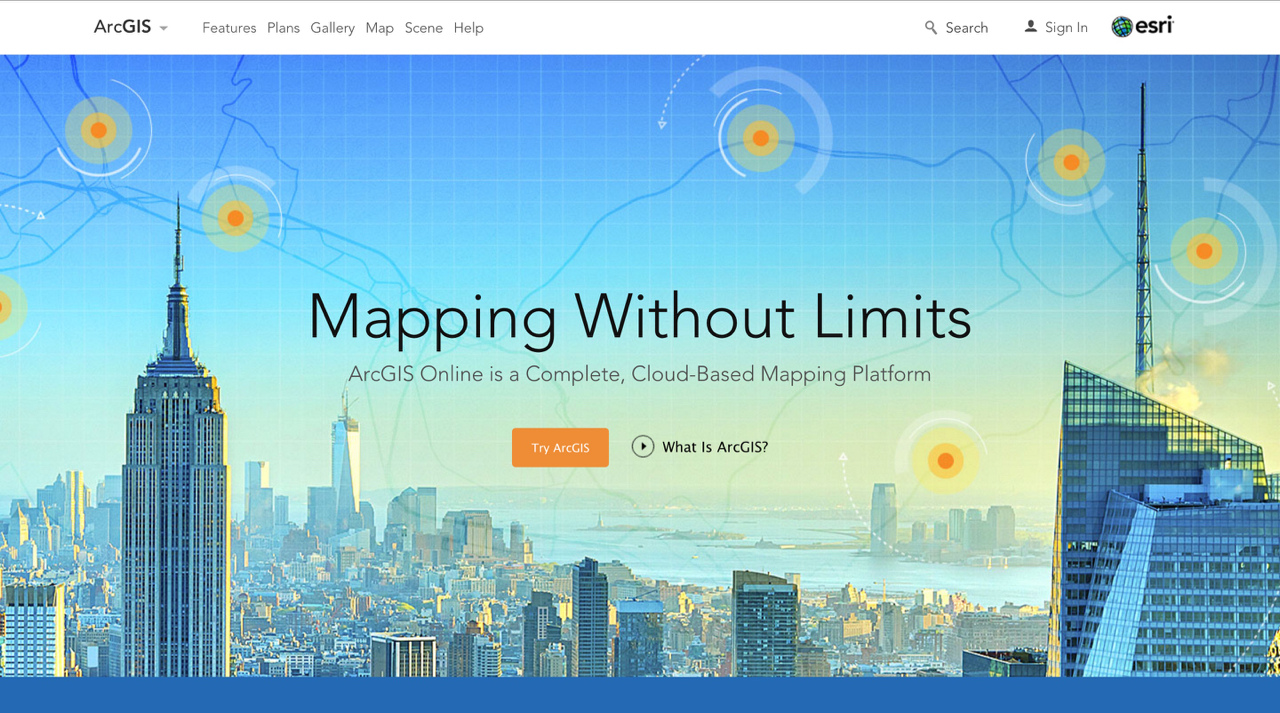 ArcGIS Features Plans Gallery Map Scene Help Search Sign In esri
Mapping Without Limits
ArcGIS Online is a Complete, Cloud-Based Mapping Platform
Try ArcGIS What Is ArcGIS?